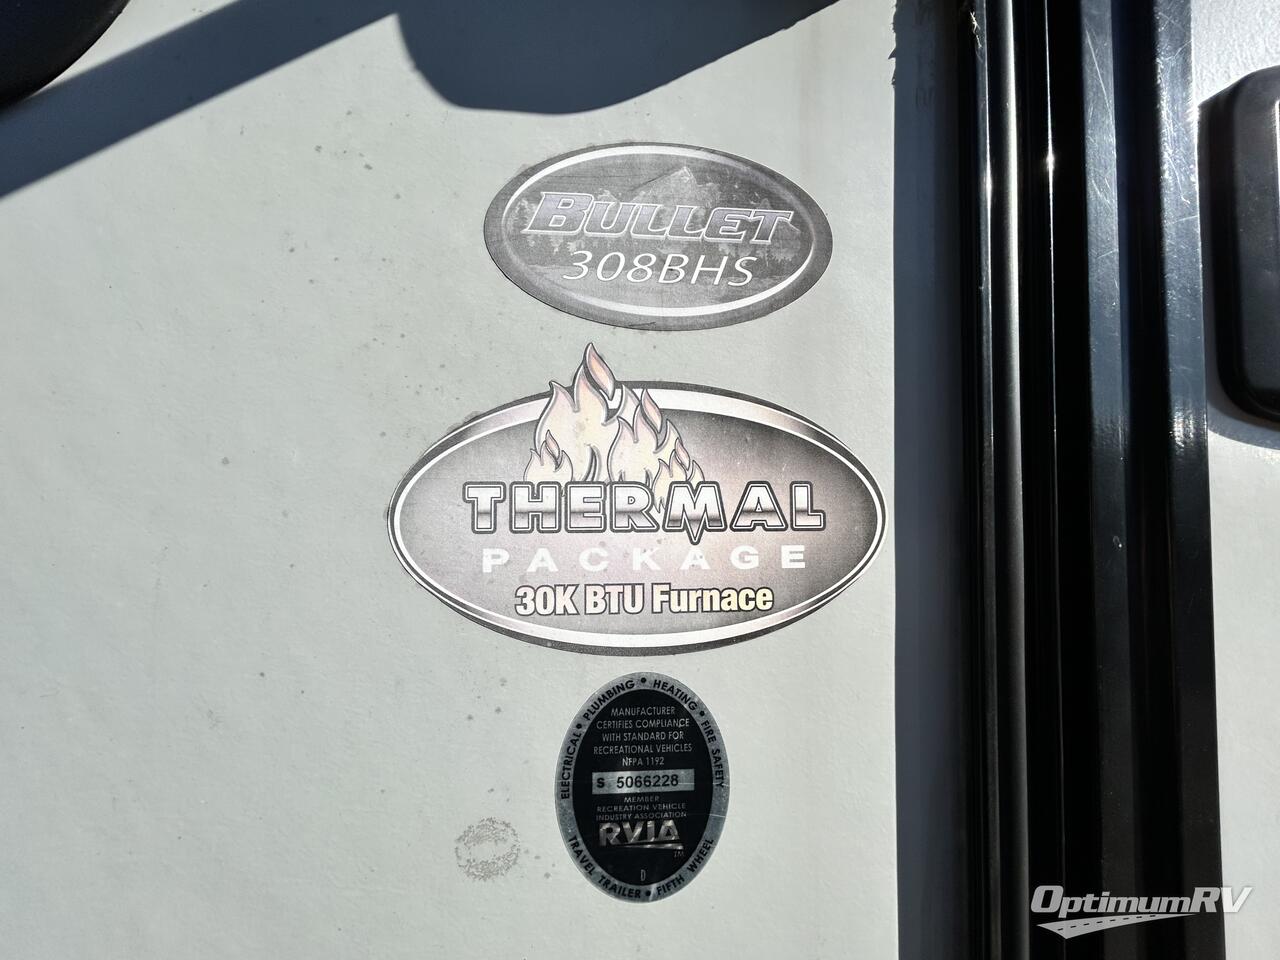 BULLET
308BHS
THERMAL
PACKAGE
30K BTU Furnace
ELECTRICAL • PLUMBING • HEATING • FIRE SAFETY
MANUFACTURER
CERTIFIES COMPLIANCE
WITH STANDARD FOR
RECREATIONAL VEHICLES
NFPA 1192
S 5066228
MEMBER
RECREATION VEHICLE
INDUSTRY ASSOCIATION
RVIA
TM
D
TRAVEL TRAILER • FIFTH WHEEL
OptimumRV